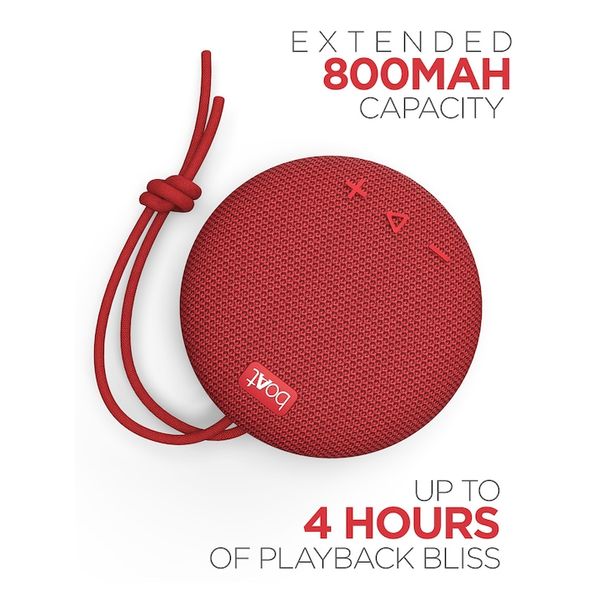 EXTENDED
800MAH
CAPACITY
boAt
UP TO
4 HOURS
OF PLAYBACK BLISS